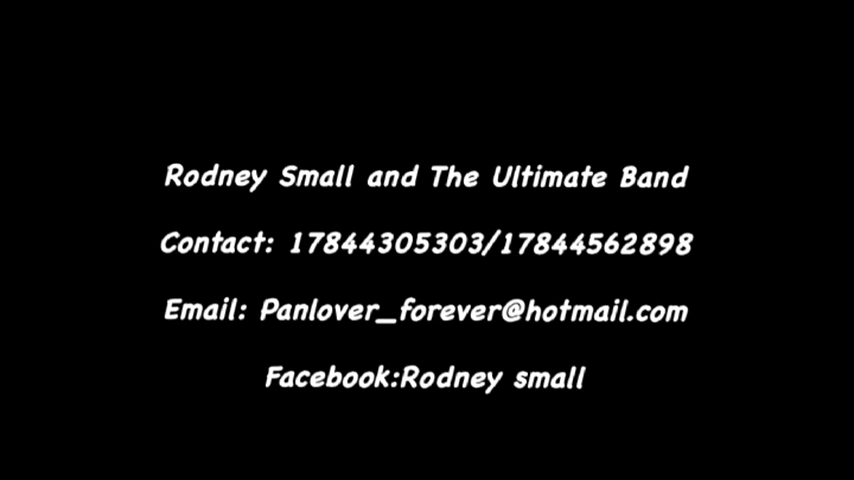 Rodney Small and The Ultimate Band
Contact: 17844305303/17844562898
Email: Panlover_forever@hotmail.com
Facebook:Rodney small